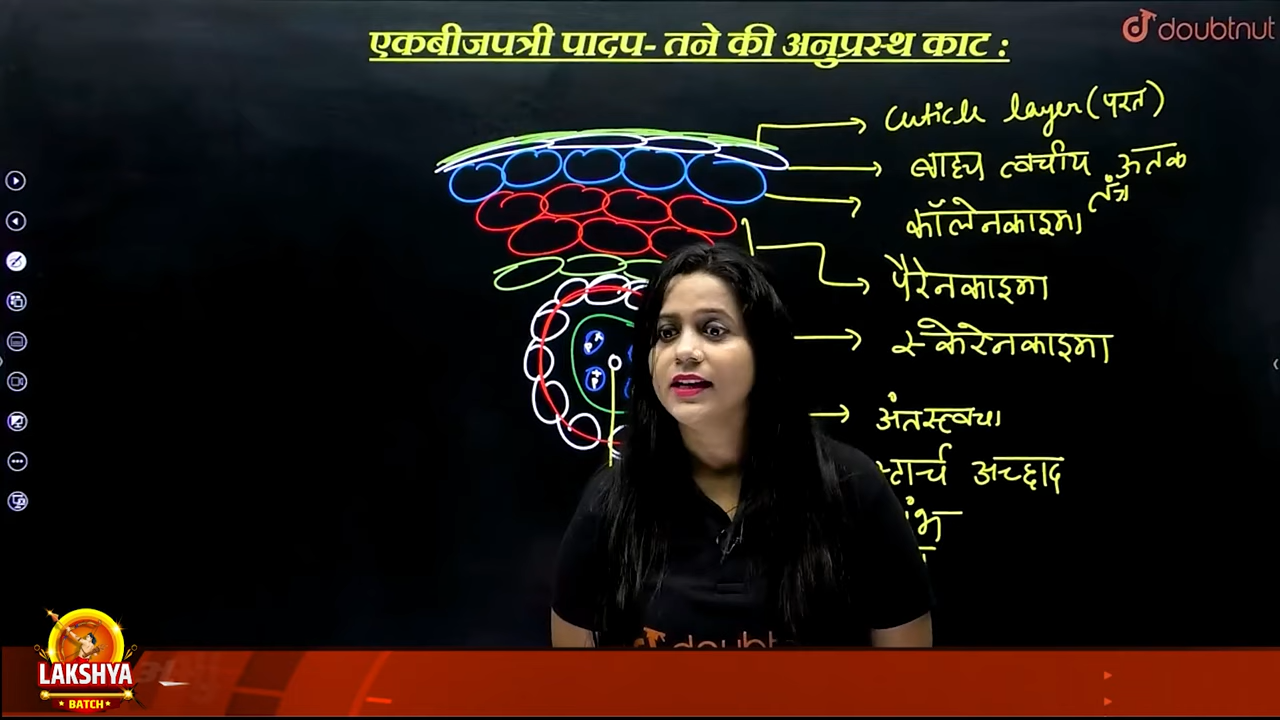 एकबीजपत्री पादप- तने की अनुप्रस्थ काट :
doubtnut
cuticle layer (परत)
बाह्य त्वचीय ऊतक
तंत्र
कॉलेनकाइमा
पैरेनकाइमा
स्केरेनकाइमा
अंतस्त्वचा
स्टार्च अच्छाद
doubt
LAKSHYA
BATCH